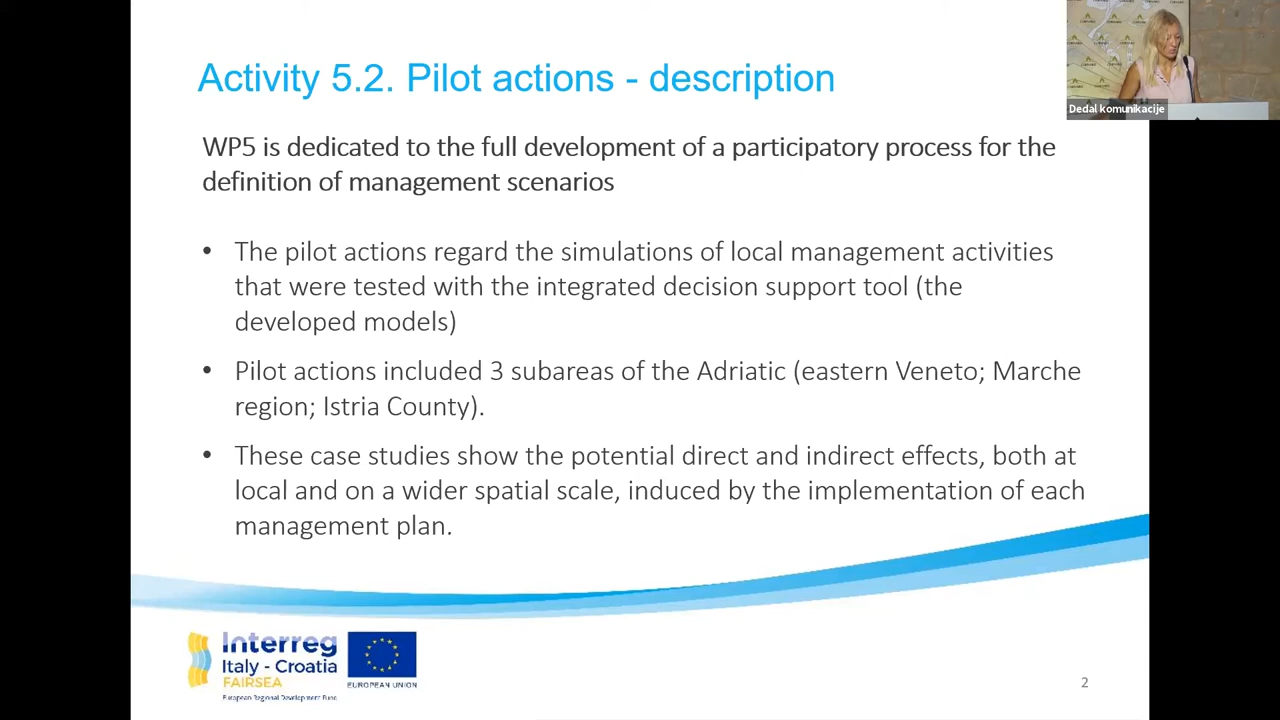 Activity 5.2. Pilot actions - description
Dedal komunikacije
WP5 is dedicated to the full development of a participatory process for the
definition of management scenarios
• The pilot actions regard the simulations of local management activities
that were tested with the integrated decision support tool (the
developed models)
• Pilot actions included 3 subareas of the Adriatic (eastern Veneto; Marche
region; Istria County).
• These case studies show the potential direct and indirect effects, both at
local and on a wider spatial scale, induced by the implementation of each
management plan.
Interreg
Italy - Croatia
FAIRSEA
European Regional Development Fund
EUROPEAN UNION
2